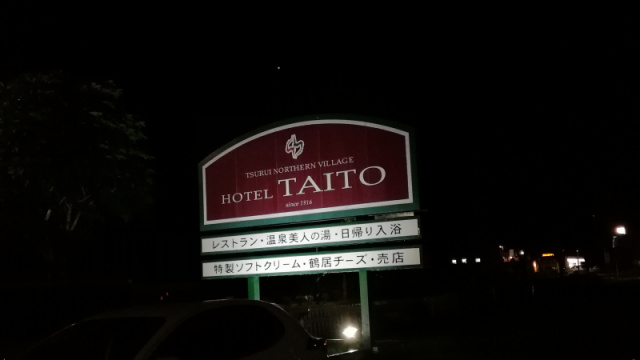 TSURUI NORTHERN VILLAGE
HOTEL TAITO
since 1914
レストラン・温泉美人の湯・日帰り入浴
特製ソフトクリーム・鶴居チーズ・売店